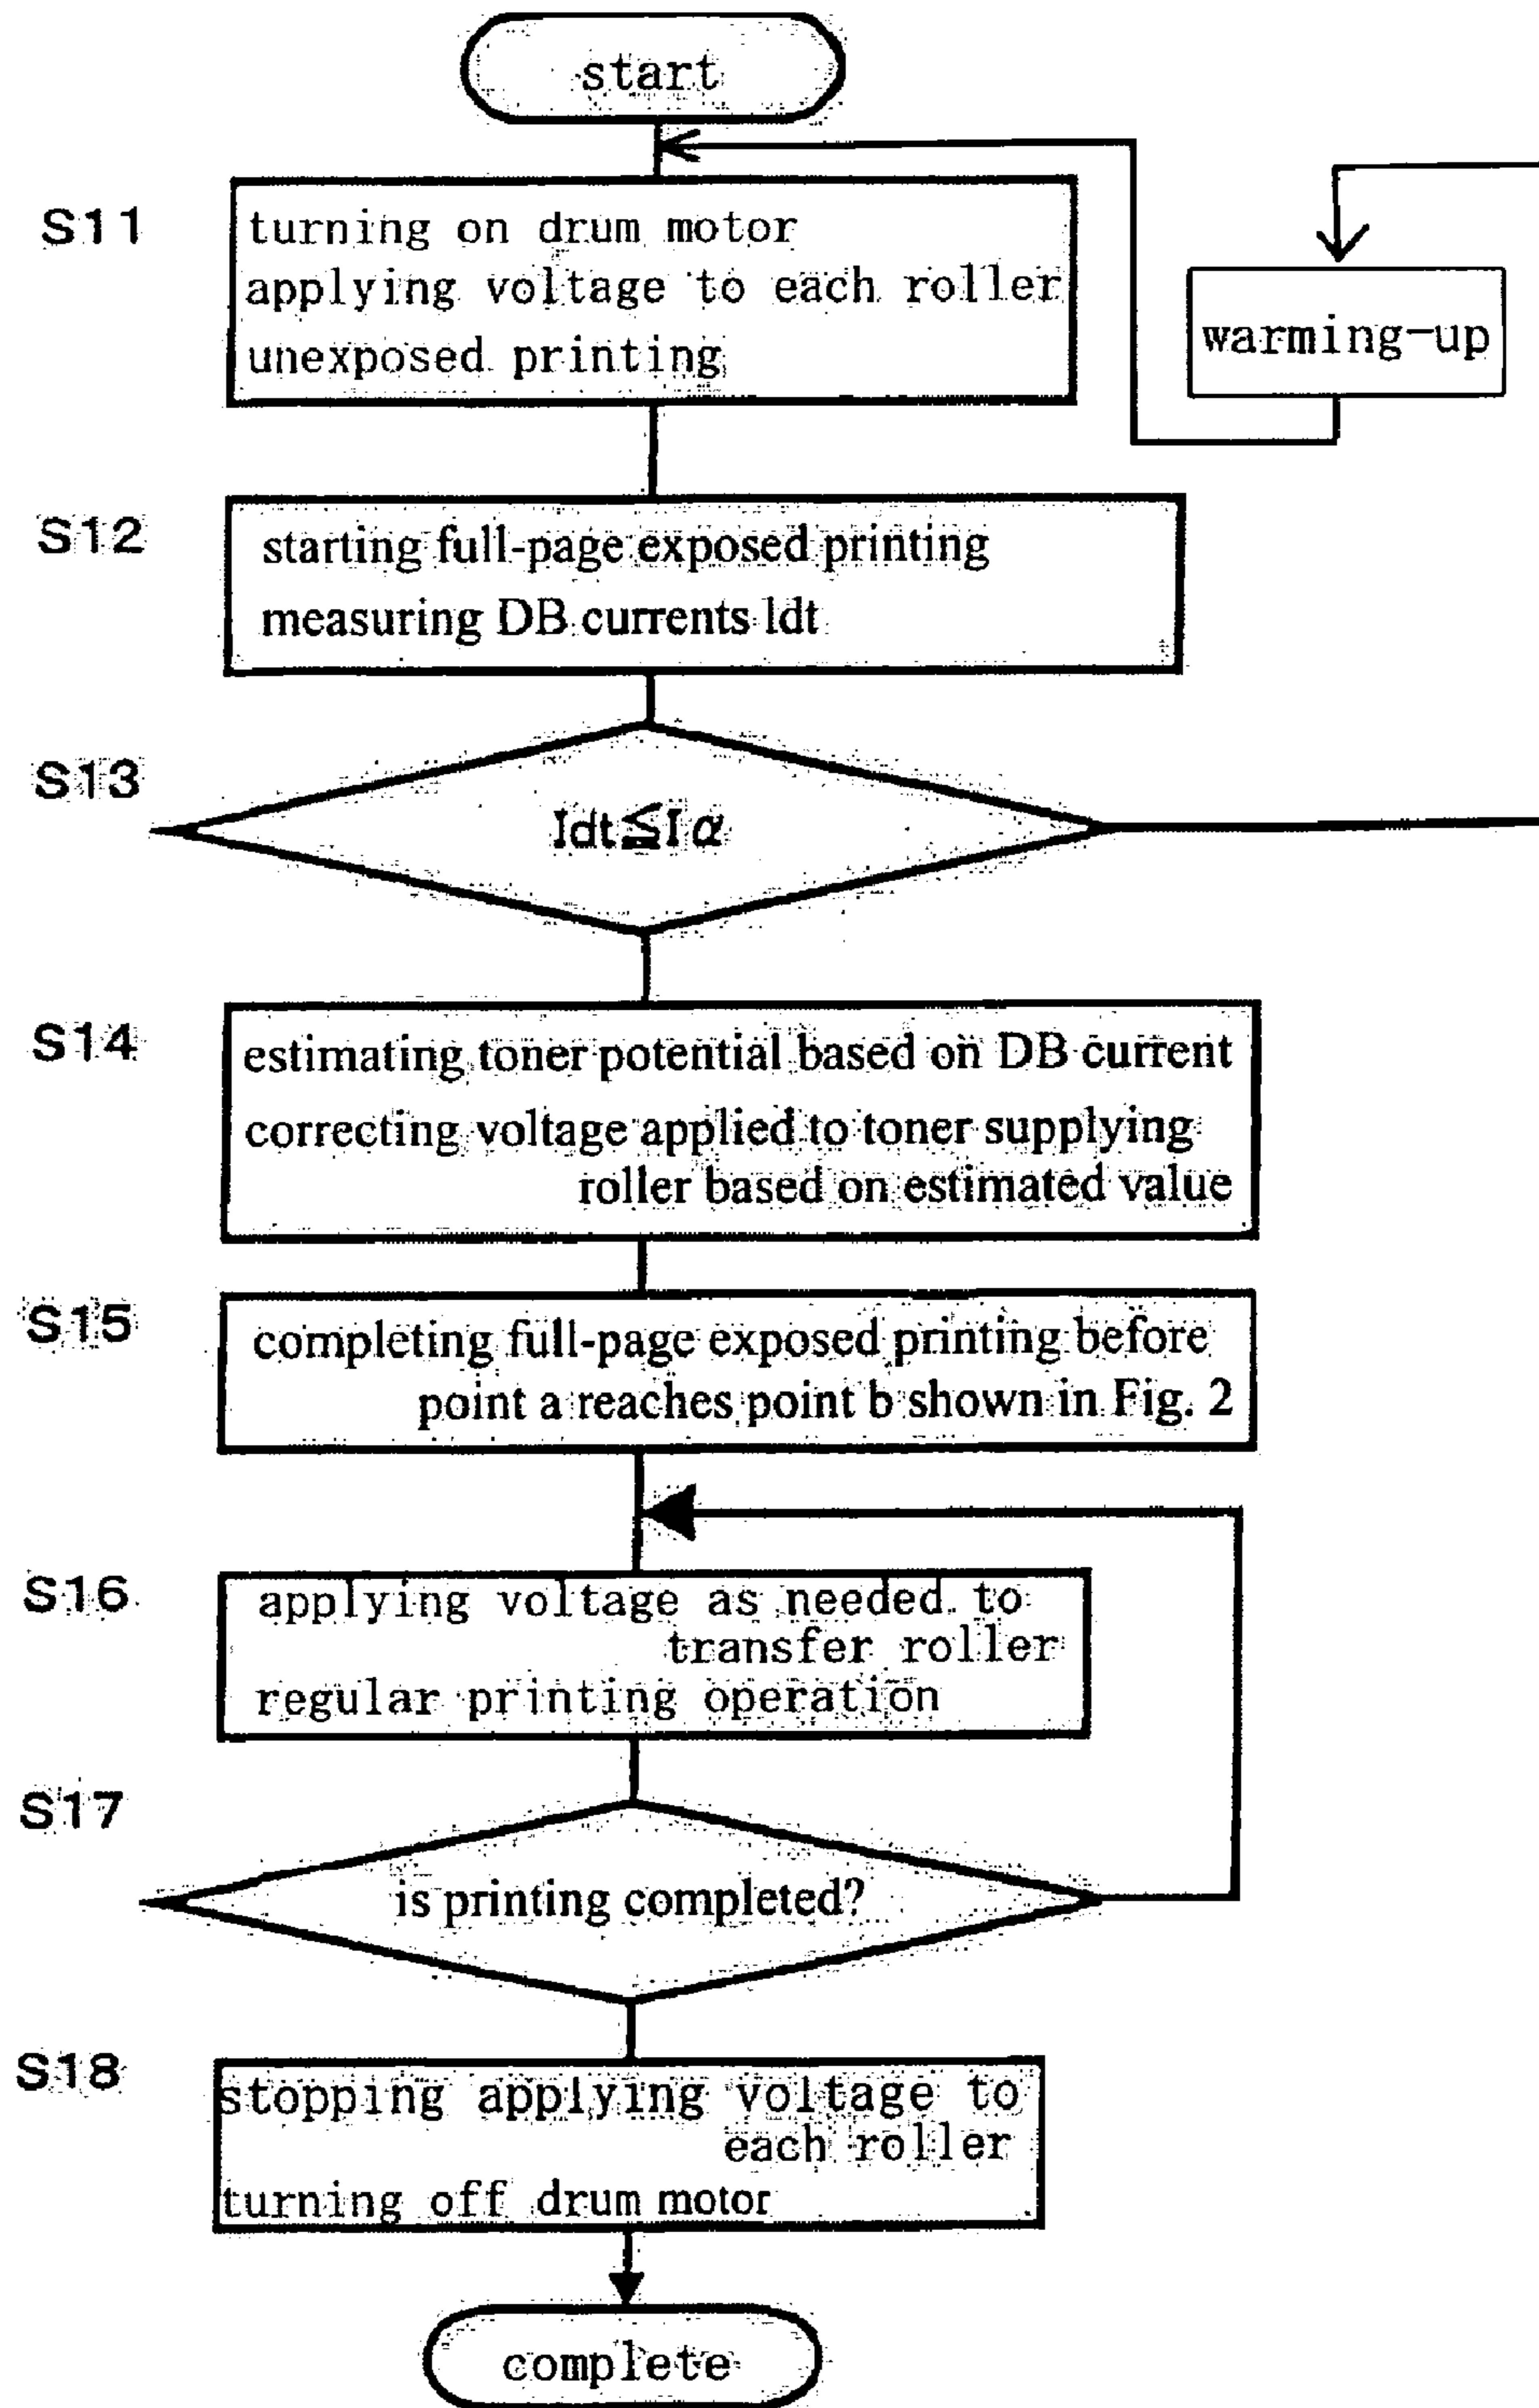 start
S11
turning on drum motor
applying voltage to each roller
unexposed printing
warming-up
S12
starting full-page exposed printing
measuring DB currents Idt
S13
Idt≦Iα
S14
estimating toner potential based on DB current
correcting voltage applied to toner supplying
roller based on estimated value
S15
completing full-page exposed printing before
point a reaches point b shown in Fig. 2
S16
applying voltage as needed to
transfer roller
regular printing operation
S17
is printing completed?
S18
stopping applying voltage to
each roller
turning off drum motor
complete